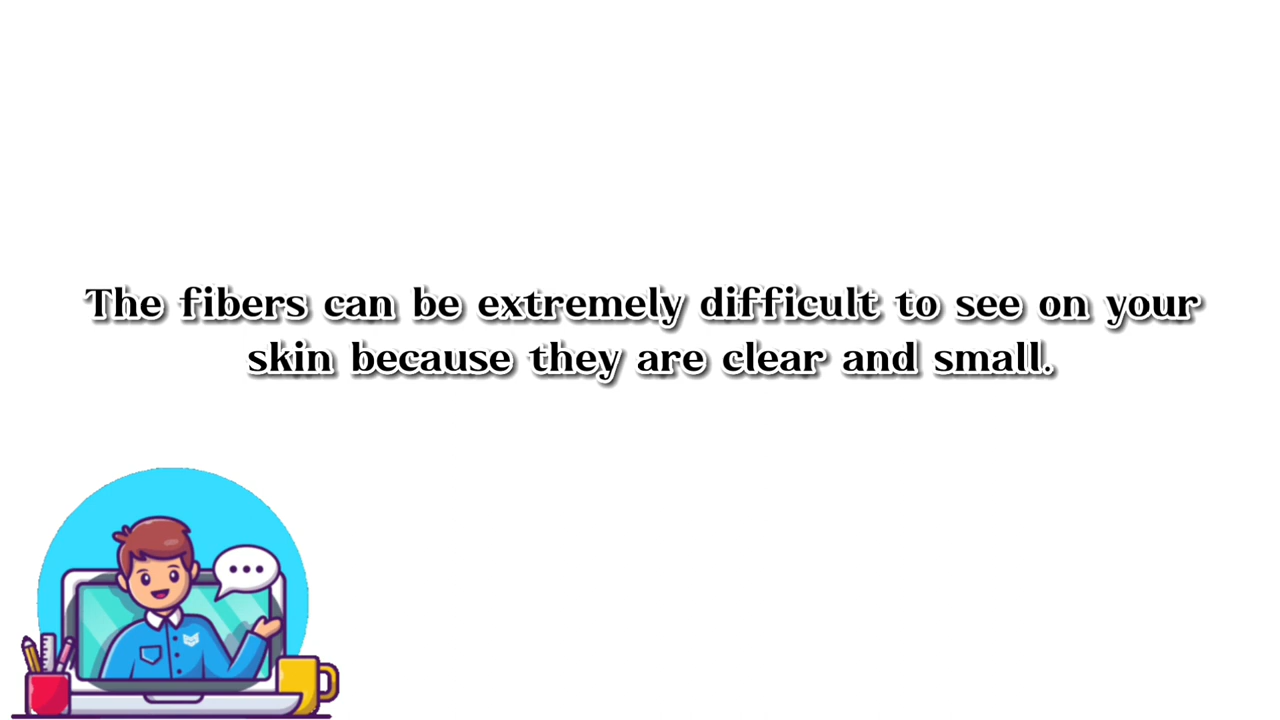 The fibers can be extremely difficult to see on your
skin because they are clear and small.